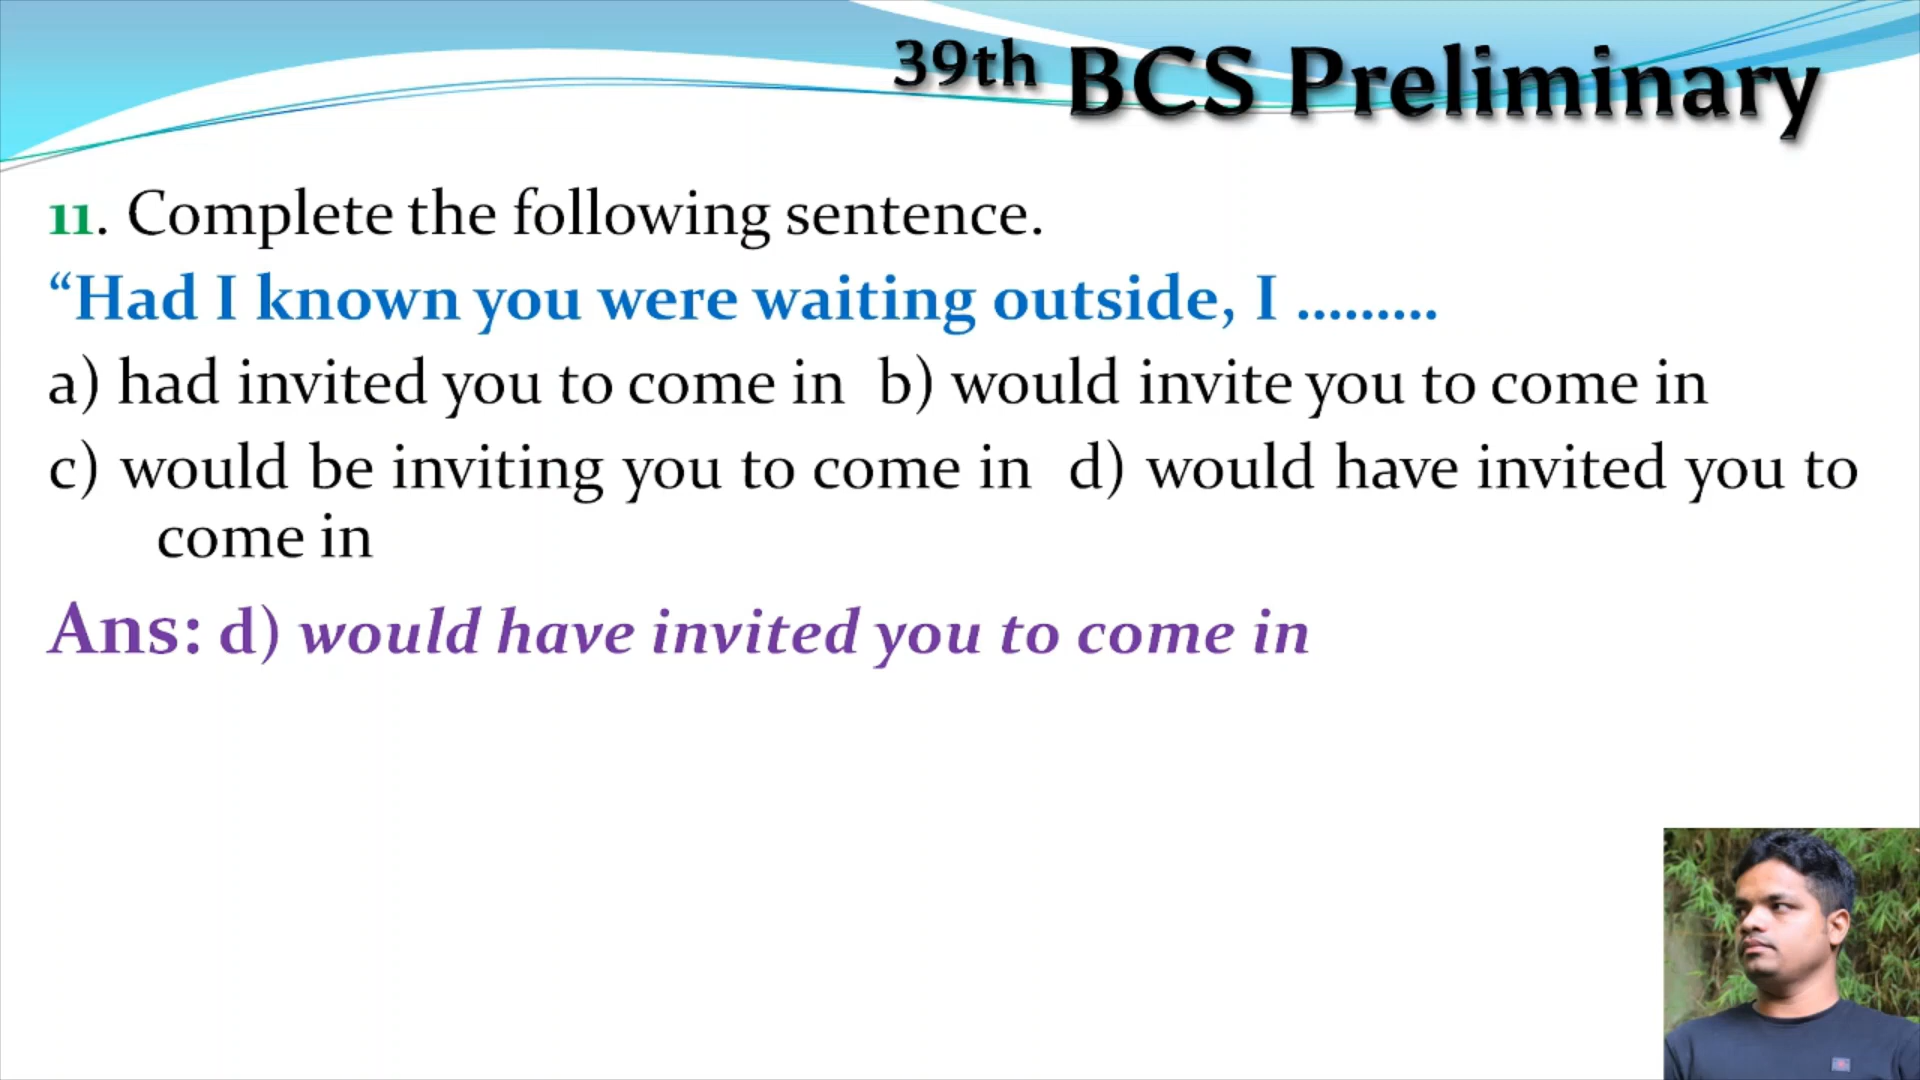 39th BCS Preliminary
11. Complete the following sentence.
“Had I known you were waiting outside, I .........
a) had invited you to come in b) would invite you to come in
c) would be inviting you to come in d) would have invited you to
come in
Ans: d) would have invited you to come in